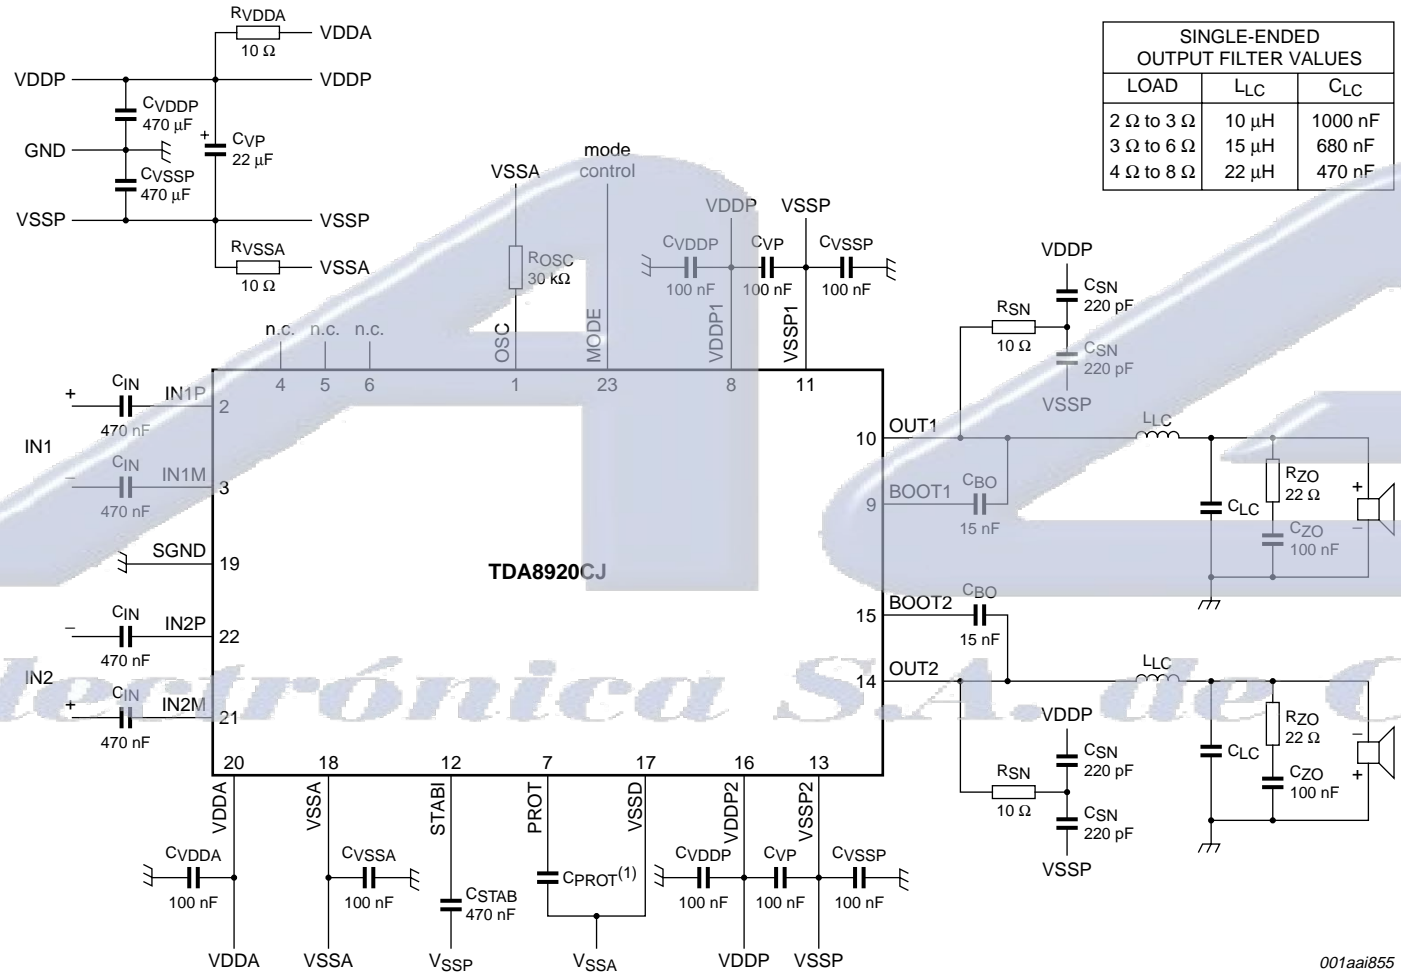 RVDDA
10 Ω
VDDA
VDDP
VDDP
CVDDP
470 μF
GND
+
CVP
22 μF
CVSSP
470 μF
VSSP
VSSP
RVSSA
10 Ω
VSSA
SINGLE-ENDED
OUTPUT FILTER VALUES
LOAD LLC CLC
2 Ω to 3 Ω 10 μH 1000 nF
3 Ω to 6 Ω 15 μH 680 nF
4 Ω to 8 Ω 22 μH 470 nF
VSSA
mode
control
ROSC
30 kΩ
OSC
MODE
VDDP
VSSP
CVDDP
100 nF
CVP
100 nF
CVSSP
100 nF
VDDP1
VSSP1
n.c. n.c. n.c.
4 5 6 1 23 8 11
VDDP
CSN
220 pF
RSN
10 Ω
CSN
220 pF
VSSP
+
CIN
470 nF
IN1P
2
IN1
−
CIN
470 nF
IN1M
3
SGND
19
−
CIN
470 nF
IN2P
22
IN2
+
CIN
470 nF
IN2M
21
TDA8920CJ
10
OUT1
LLC
9
BOOT1
CBO
15 nF
CLC
RZO
22 Ω
CZO
100 nF
+
−
15
BOOT2
CBO
15 nF
14
OUT2
LLC
VDDP
CSN
220 pF
RSN
10 Ω
CSN
220 pF
VSSP
CLC
RZO
22 Ω
CZO
100 nF
−
+
lectrónica S.A. de C
20 18 12 7 17 16 13
VDDA
VSSA
STABI
PROT
VSSD
VDDP2
VSSP2
CVDDA
100 nF
CVSSA
100 nF
CSTAB
470 nF
CPROT(1)
CVDDP
100 nF
CVP
100 nF
CVSSP
100 nF
VDDA VSSA VSSP VSSA VDDP VSSP
001aai855